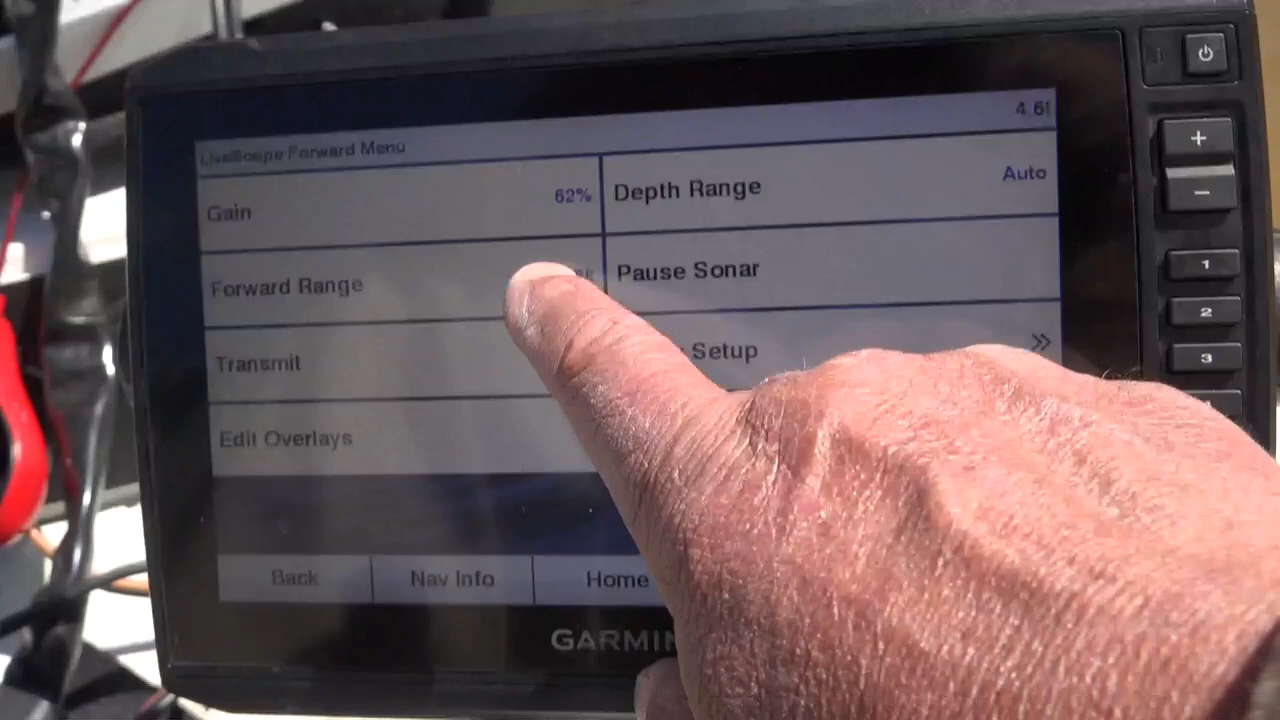 4.6
LiveScope Forward Menu
Gain 62%
Depth Range Auto
Forward Range
Pause Sonar
Transmit
Setup »
Edit Overlays
Back Nav Info Home
GARMIN
+
−
1
2
3